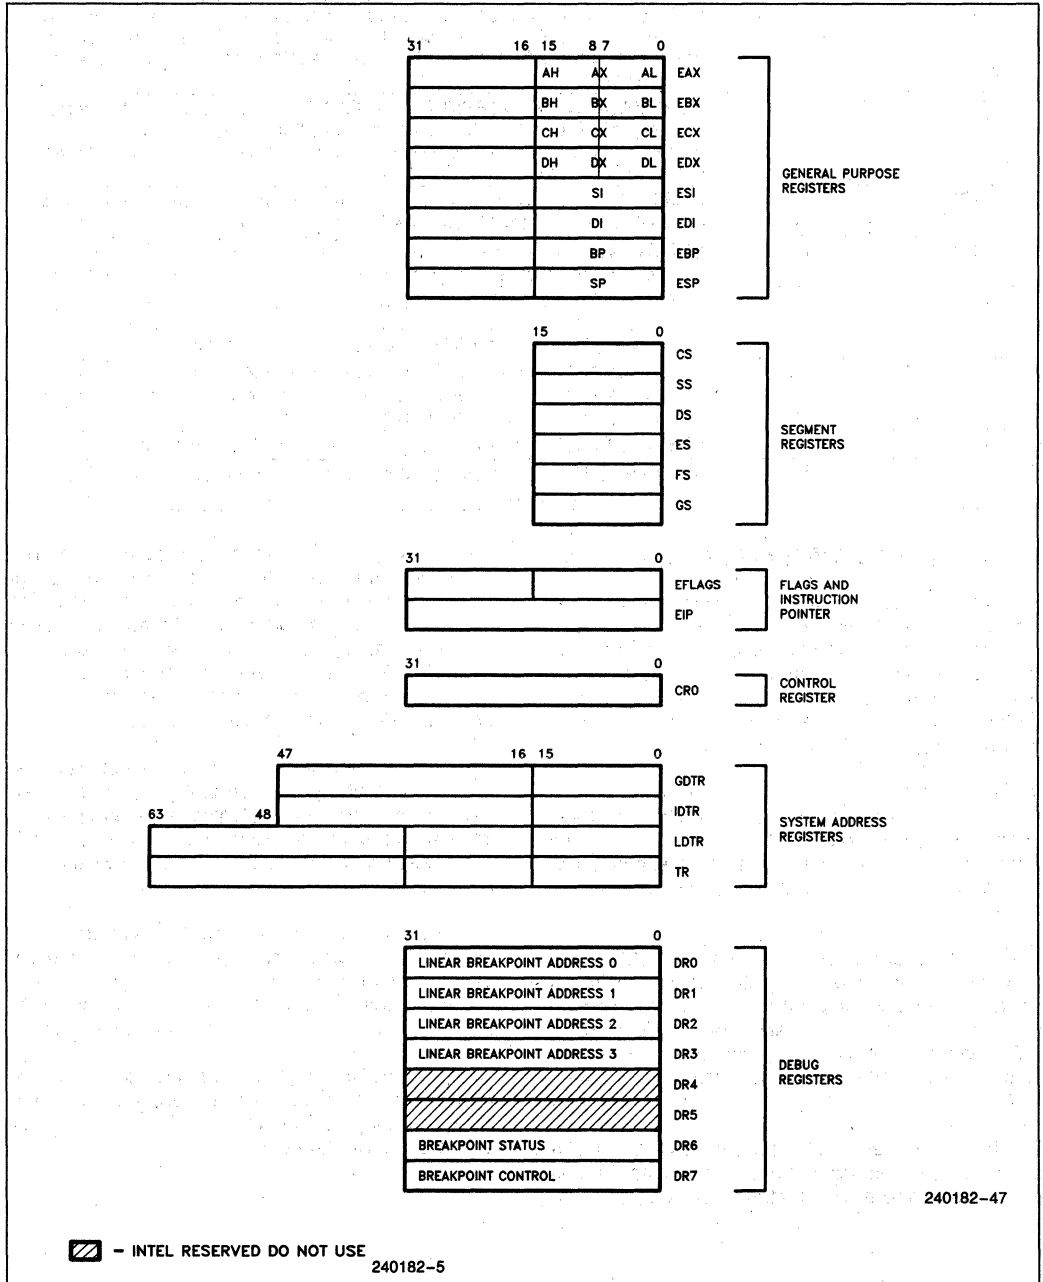 31 16 15 8 7 0
AH AX AL EAX
BH BX BL EBX
CH CX CL ECX
DH DX DL EDX
SI ESI
DI EDI
BP EBP
SP ESP
GENERAL PURPOSE
REGISTERS
15 0
CS
SS
DS
ES
FS
GS
SEGMENT
REGISTERS
31 0
EFLAGS
EIP
FLAGS AND
INSTRUCTION
POINTER
31 0
CR0
CONTROL
REGISTER
47 16 15 0
GDTR
IDTR
63 48
LDTR
TR
SYSTEM ADDRESS
REGISTERS
31 0
LINEAR BREAKPOINT ADDRESS 0 DR0
LINEAR BREAKPOINT ADDRESS 1 DR1
LINEAR BREAKPOINT ADDRESS 2 DR2
LINEAR BREAKPOINT ADDRESS 3 DR3
DR4
DR5
BREAKPOINT STATUS DR6
BREAKPOINT CONTROL DR7
DEBUG
REGISTERS
240182-47
– INTEL RESERVED DO NOT USE
240182-5